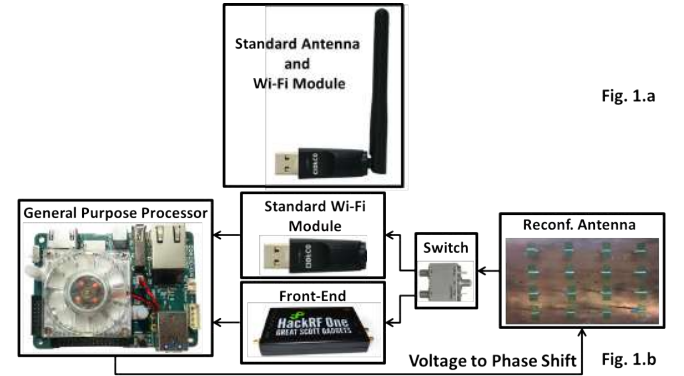 Standard Antenna
and
Wi-Fi Module
Fig. 1.a
General Purpose Processor
Standard Wi-Fi
Module
Switch
Reconf. Antenna
Front-End
HackRF One
GREAT SCOTT GADGETS
Voltage to Phase Shift
Fig. 1.b